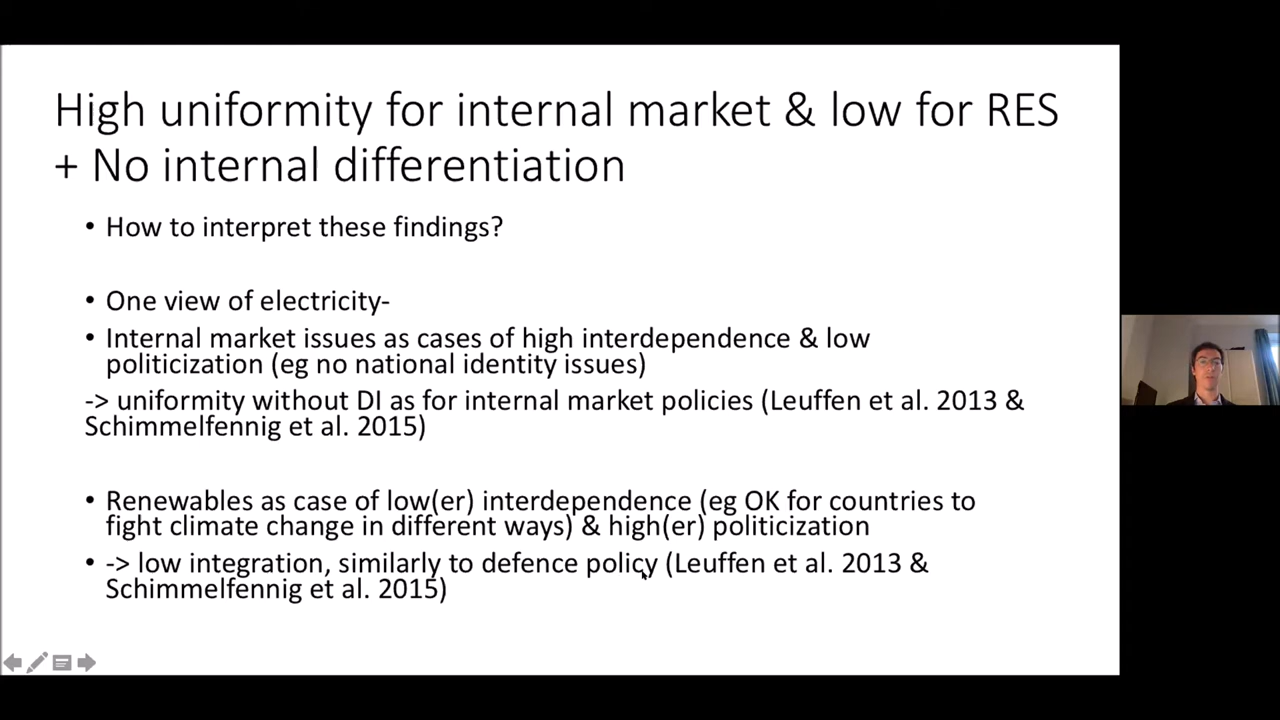 High uniformity for internal market & low for RES
+ No internal differentiation
• How to interpret these findings?
• One view of electricity-
• Internal market issues as cases of high interdependence & low
politicization (eg no national identity issues)
-> uniformity without DI as for internal market policies (Leuffen et al. 2013 &
Schimmelfennig et al. 2015)
• Renewables as case of low(er) interdependence (eg OK for countries to
fight climate change in different ways) & high(er) politicization
• -> low integration, similarly to defence policy (Leuffen et al. 2013 &
Schimmelfennig et al. 2015)